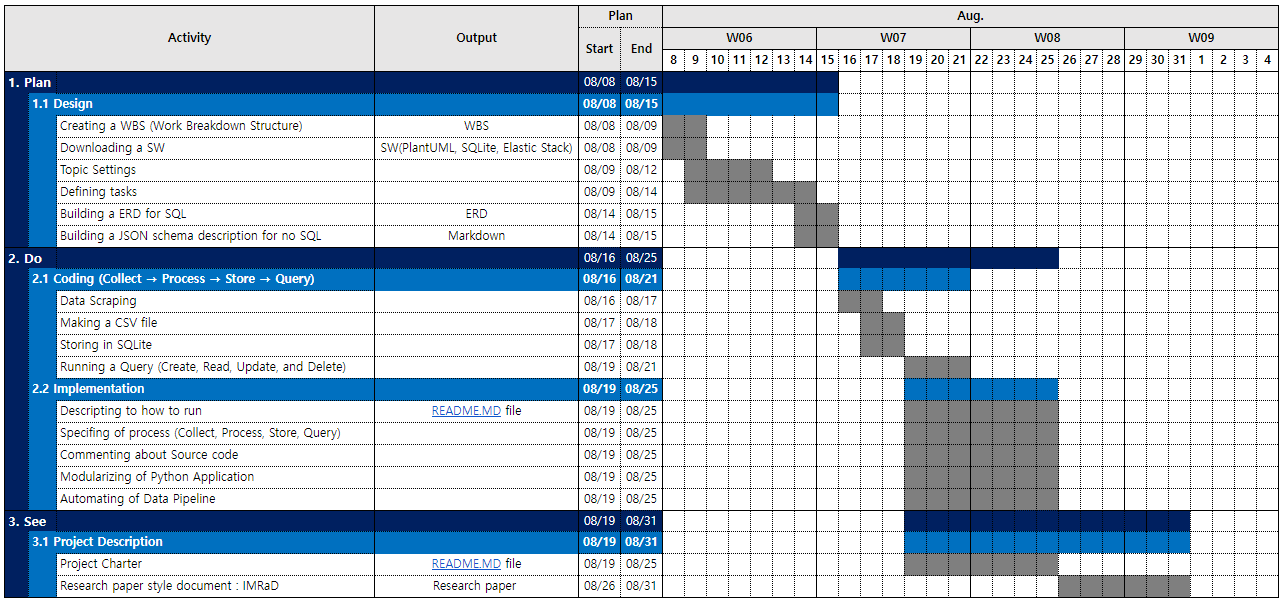 Activity Output Plan Aug.
Start End W06 W07 W08 W09
8 9 10 11 12 13 14 15 16 17 18 19 20 21 22 23 24 25 26 27 28 29 30 31 1 2 3 4
1. Plan 08/08 08/15
1.1 Design 08/08 08/15
Creating a WBS (Work Breakdown Structure) WBS 08/08 08/09
Downloading a SW SW(PlantUML, SQLite, Elastic Stack) 08/08 08/09
Topic Settings 08/09 08/12
Defining tasks 08/09 08/14
Building a ERD for SQL ERD 08/14 08/15
Building a JSON schema description for no SQL Markdown 08/14 08/15
2. Do 08/16 08/25
2.1 Coding (Collect → Process → Store → Query) 08/16 08/21
Data Scraping 08/16 08/17
Making a CSV file 08/17 08/18
Storing in SQLite 08/17 08/18
Running a Query (Create, Read, Update, and Delete) 08/19 08/21
2.2 Implementation 08/19 08/25
Descripting to how to run README.MD file 08/19 08/25
Specifing of process (Collect, Process, Store, Query) 08/19 08/25
Commenting about Source code 08/19 08/25
Modularizing of Python Application 08/19 08/25
Automating of Data Pipeline 08/19 08/25
3. See 08/19 08/31
3.1 Project Description 08/19 08/31
Project Charter README.MD file 08/19 08/25
Research paper style document : IMRaD Research paper 08/26 08/31